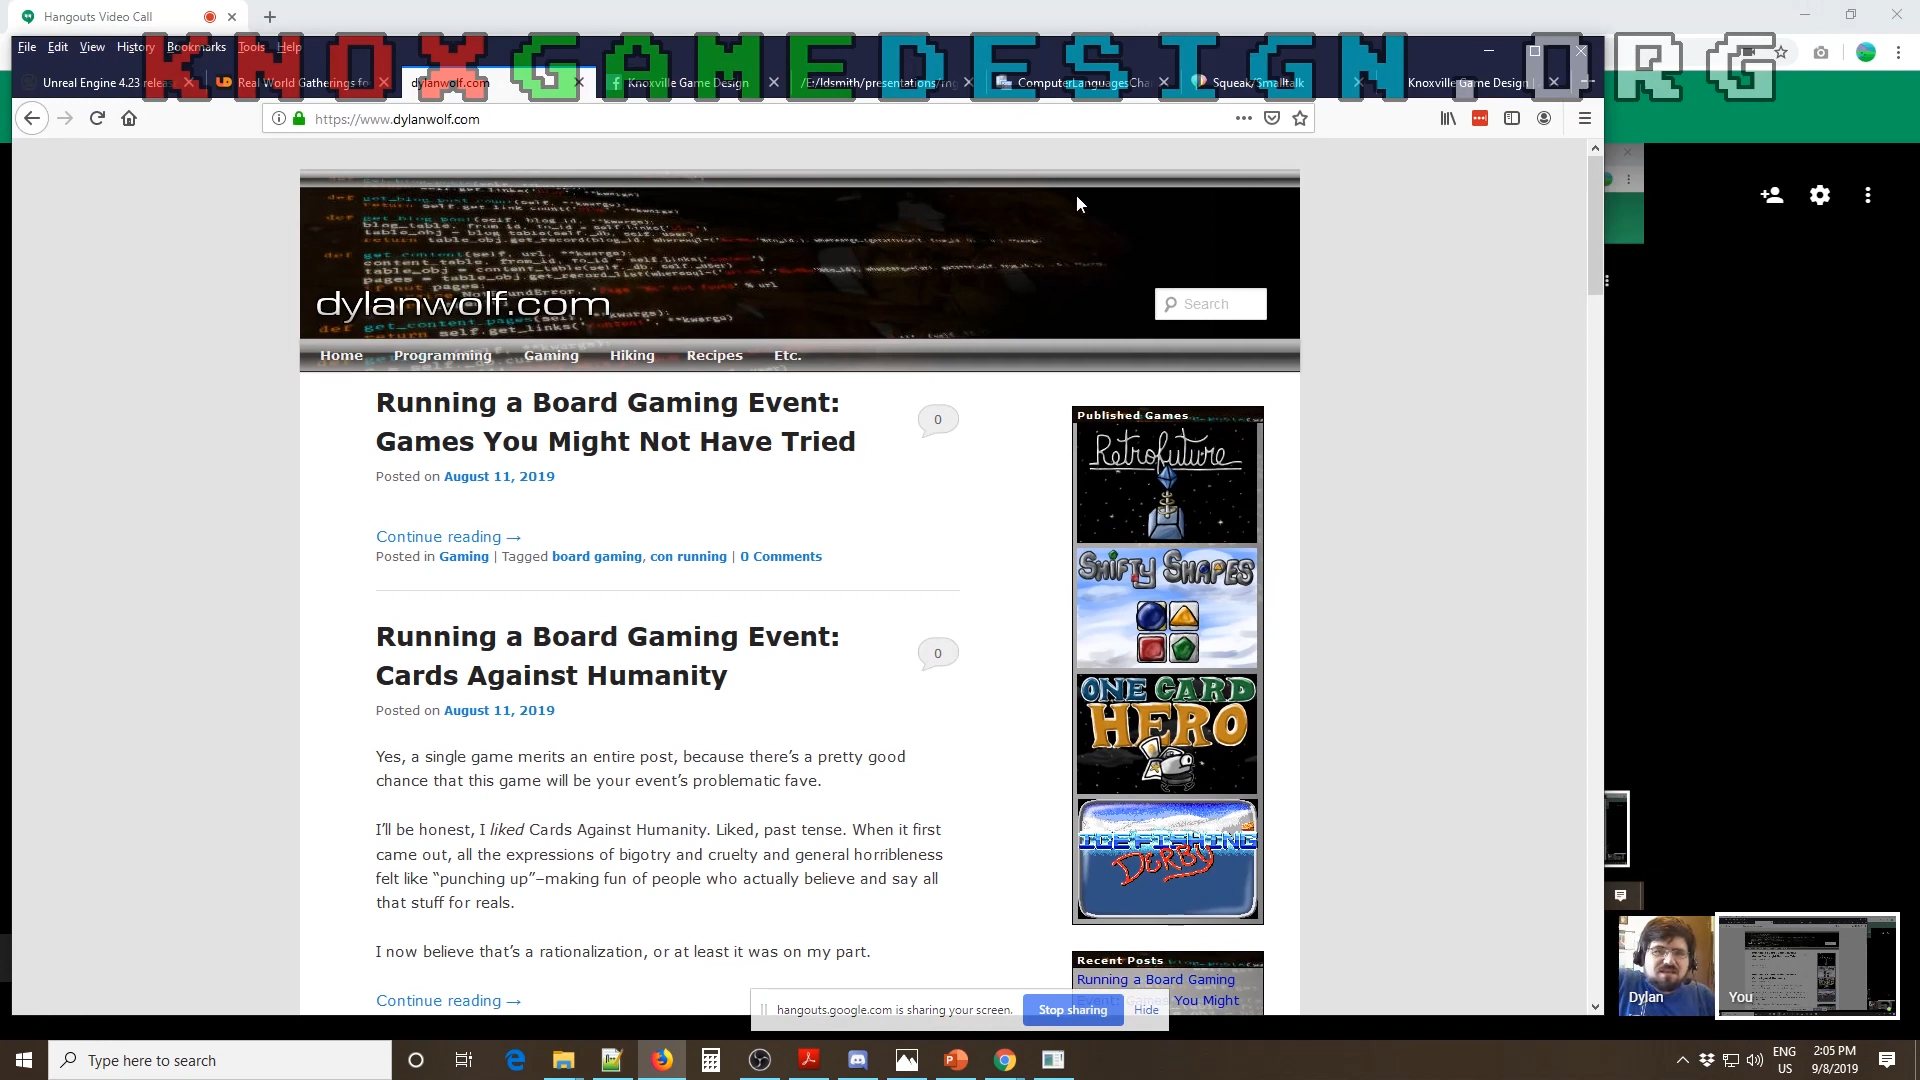 Hangouts Video Call
KNOXGAMEDESIGN.ORG
File Edit View History Bookmarks Tools Help
Unreal Engine 4.23 relea
Real World Gatherings fo
dylanwolf.com
Knoxville Game Design
/E:/ldsmith/presentations/
ComputerLanguagesCha
Squeak/Smalltalk
Knoxville Game Design |
https://www.dylanwolf.com
dylanwolf.com
Search
Home Programming Gaming Hiking Recipes Etc.
Running a Board Gaming Event:
Games You Might Not Have Tried
0
Posted on August 11, 2019
Continue reading →
Posted in Gaming | Tagged board gaming, con running | 0 Comments
Running a Board Gaming Event:
Cards Against Humanity
0
Posted on August 11, 2019
Yes, a single game merits an entire post, because there's a pretty good
chance that this game will be your event's problematic fave.
I'll be honest, I liked Cards Against Humanity. Liked, past tense. When it first
came out, all the expressions of bigotry and cruelty and general horribleness
felt like “punching up”–making fun of people who actually believe and say all
that stuff for reals.
I now believe that's a rationalization, or at least it was on my part.
Continue reading →
Published Games
Retrofuture
Shifty Shapes
ONE CARD
HERO
ICE FISHING
DERBY
Recent Posts
Running a Board Gaming
Event: Games You Might
hangouts.google.com is sharing your screen.
Stop sharing
Hide
Dylan
You
Type here to search
ENG
US
2:05 PM
9/8/2019